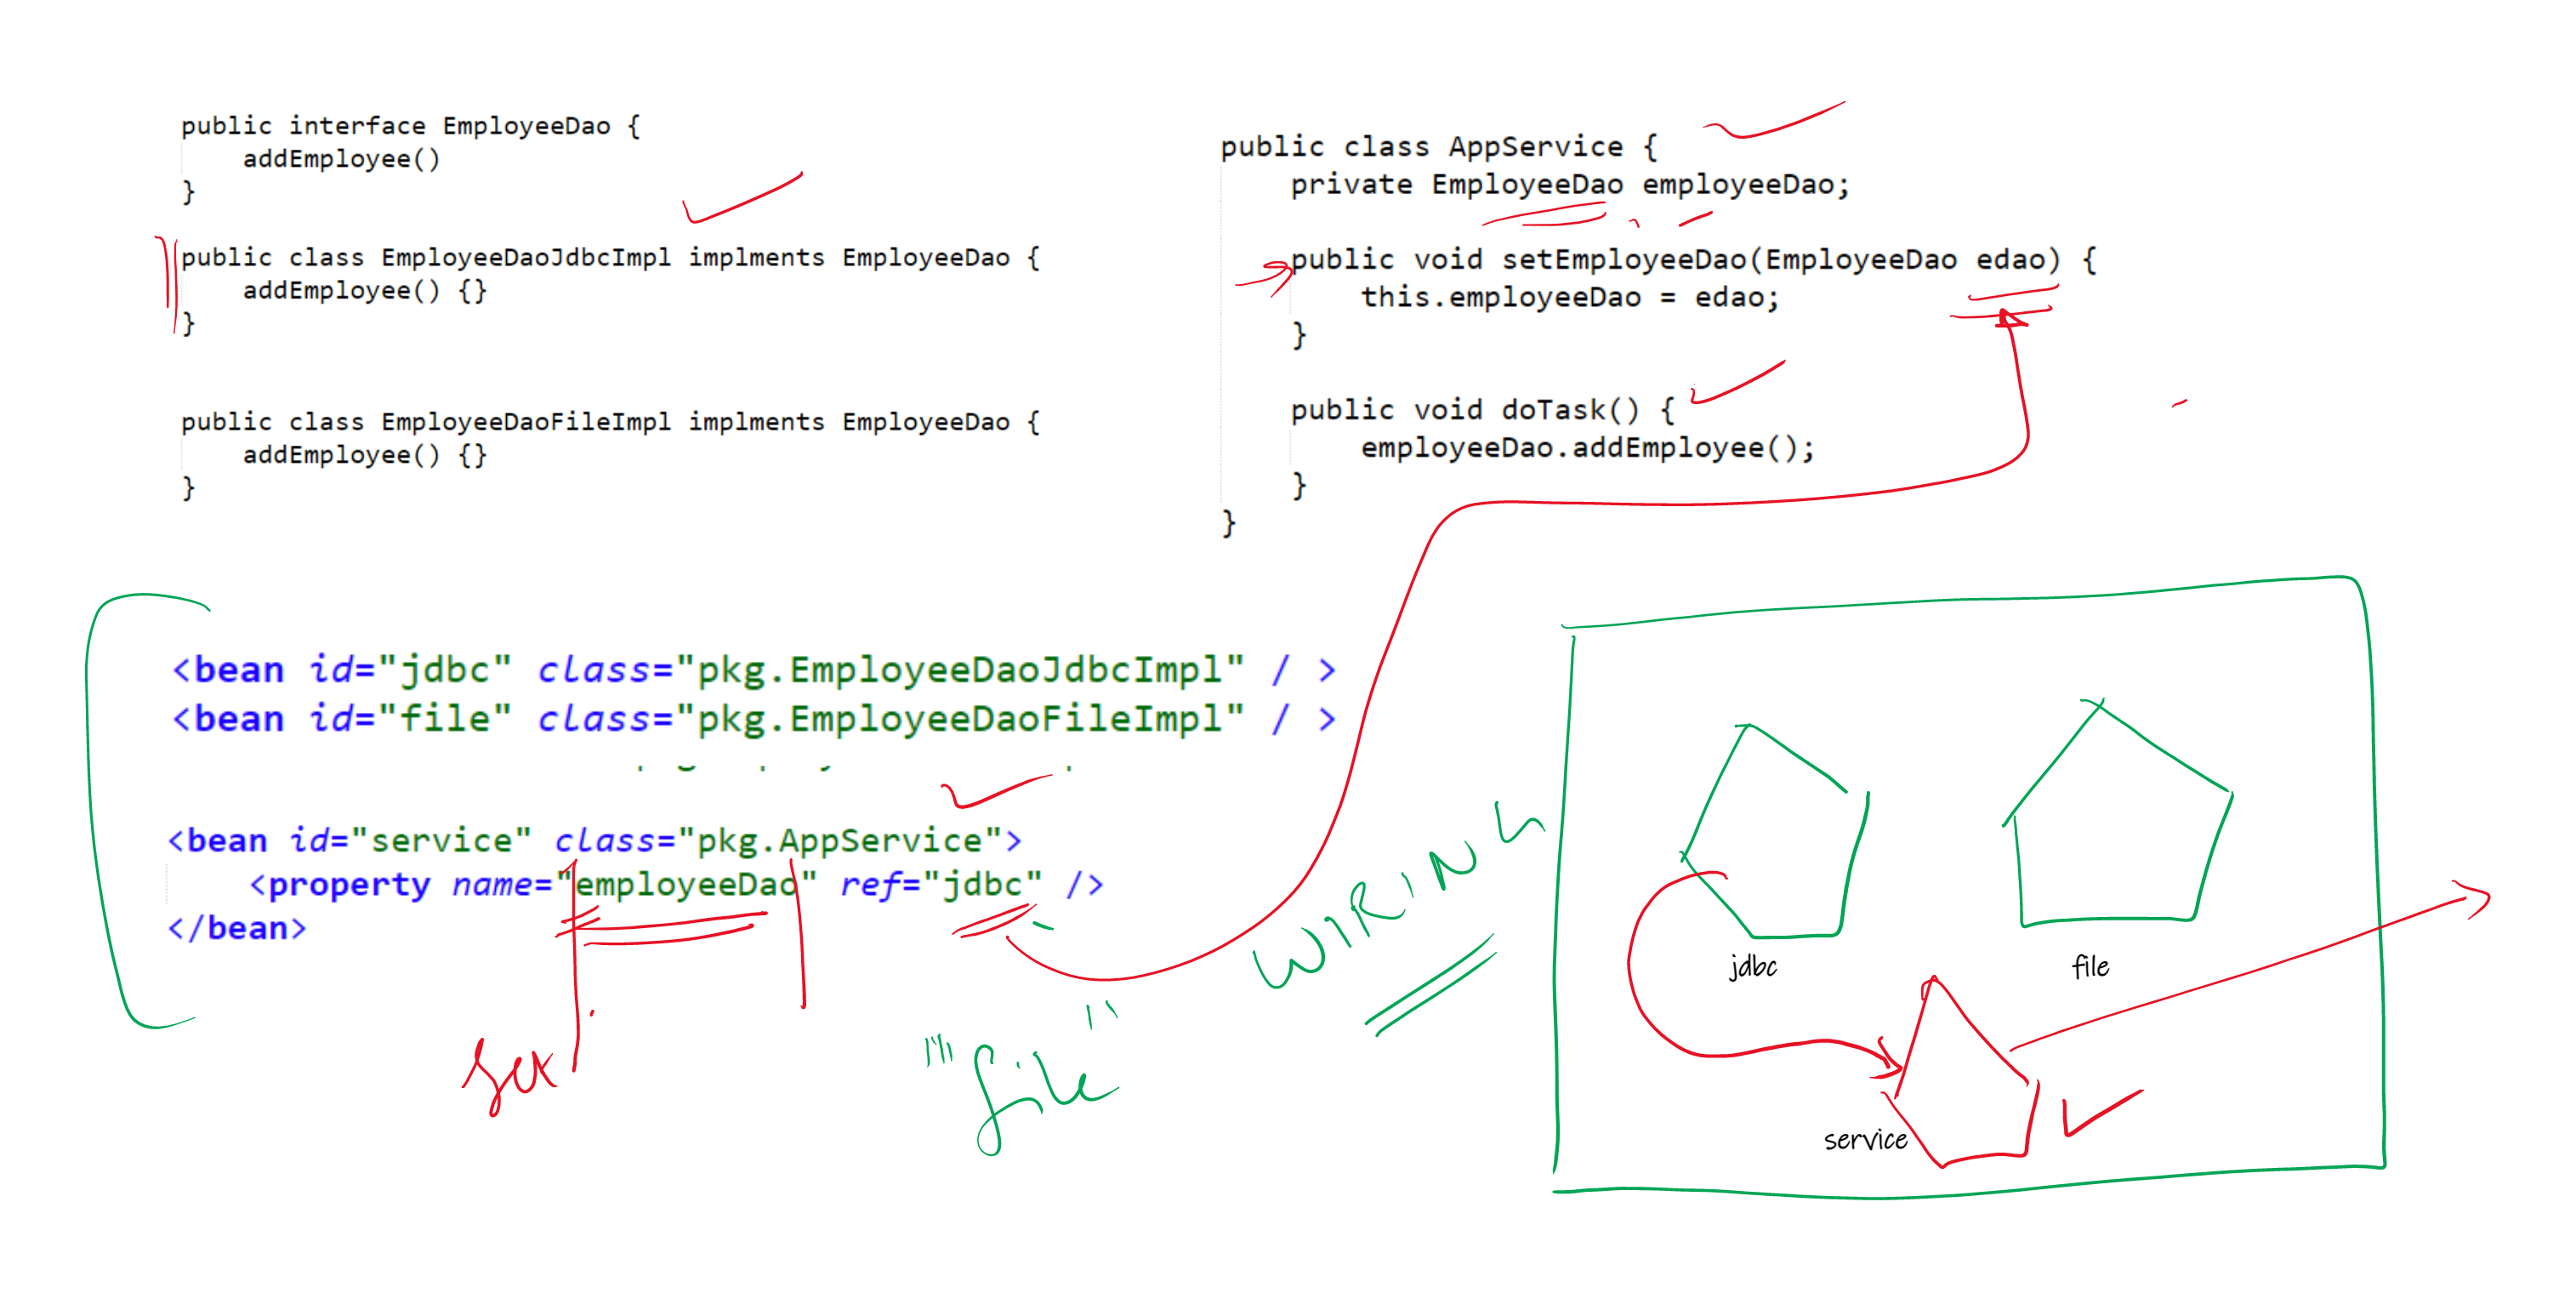 public interface EmployeeDao {
addEmployee()
}
public class EmployeeDaoJdbcImpl implments EmployeeDao {
addEmployee() {}
}
public class EmployeeDaoFileImpl implments EmployeeDao {
addEmployee() {}
}
public class AppService {
private EmployeeDao employeeDao;
public void setEmployeeDao(EmployeeDao edao) {
this.employeeDao = edao;
}
public void doTask() {
employeeDao.addEmployee();
}
}
<bean id="jdbc" class="pkg.EmployeeDaoJdbcImpl" / >
<bean id="file" class="pkg.EmployeeDaoFileImpl" / >
<bean id="service" class="pkg.AppService">
<property name="employeeDao" ref="jdbc" />
</bean>
set
"file"
WIRING
jdbc
file
service